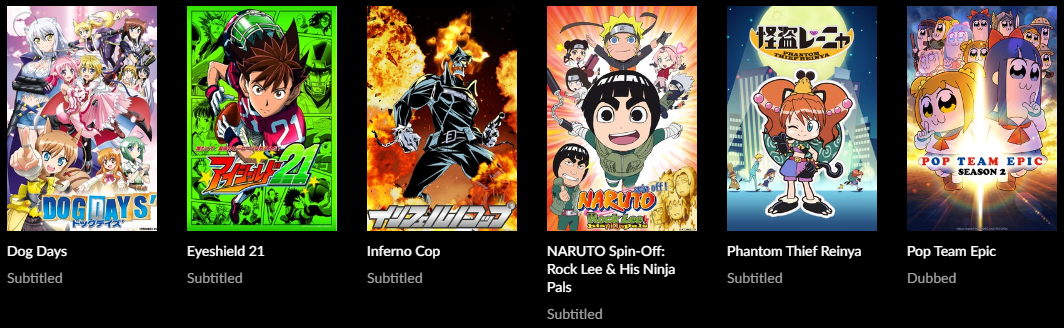 DOG DAYS'
ドッグデイズ'
アイシールド21
21
インフェルノコップ
spin off!
NARUTO
Rock Lee
怪盗レーニャ
PHANTOM
THIEF REINYA
POP TEAM EPIC
SEASON 2
Dog Days
Subtitled
Eyeshield 21
Subtitled
Inferno Cop
Subtitled
NARUTO Spin-Off:
Rock Lee & His Ninja
Pals
Subtitled
Phantom Thief Reinya
Subtitled
Pop Team Epic
Dubbed